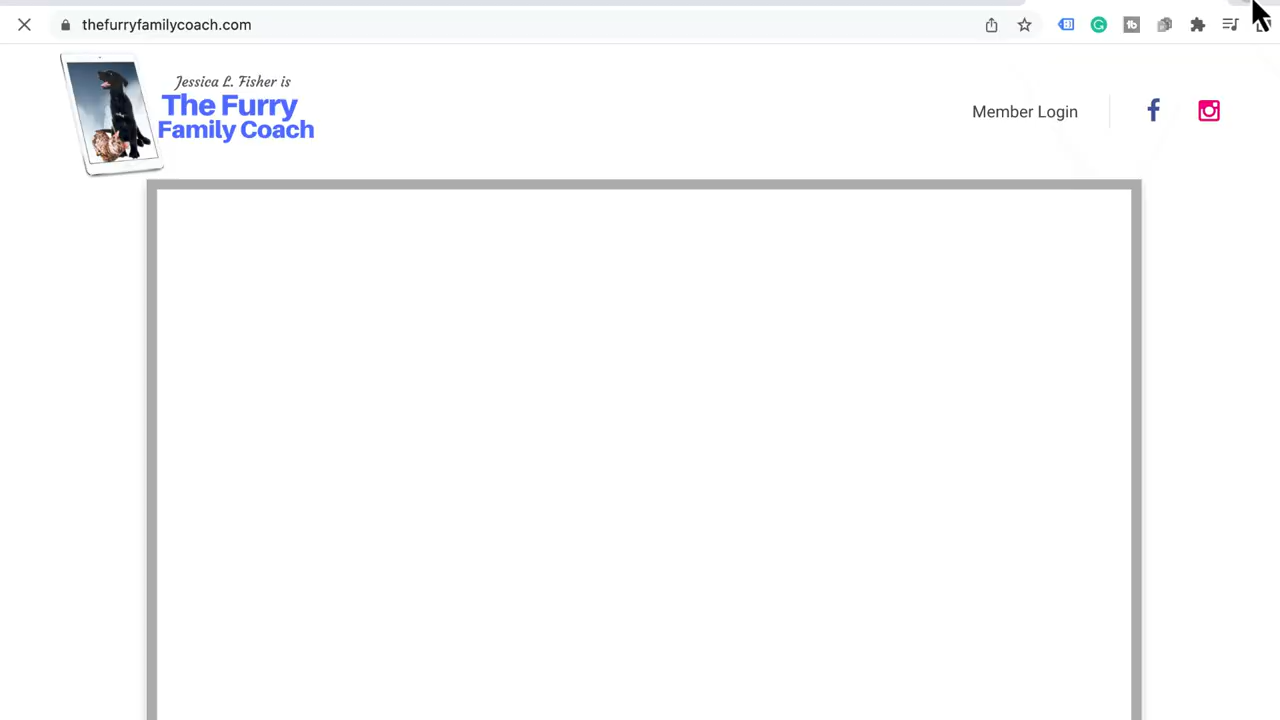 thefurryfamilycoach.com
Jessica L. Fisher is
The Furry
Family Coach
Member Login